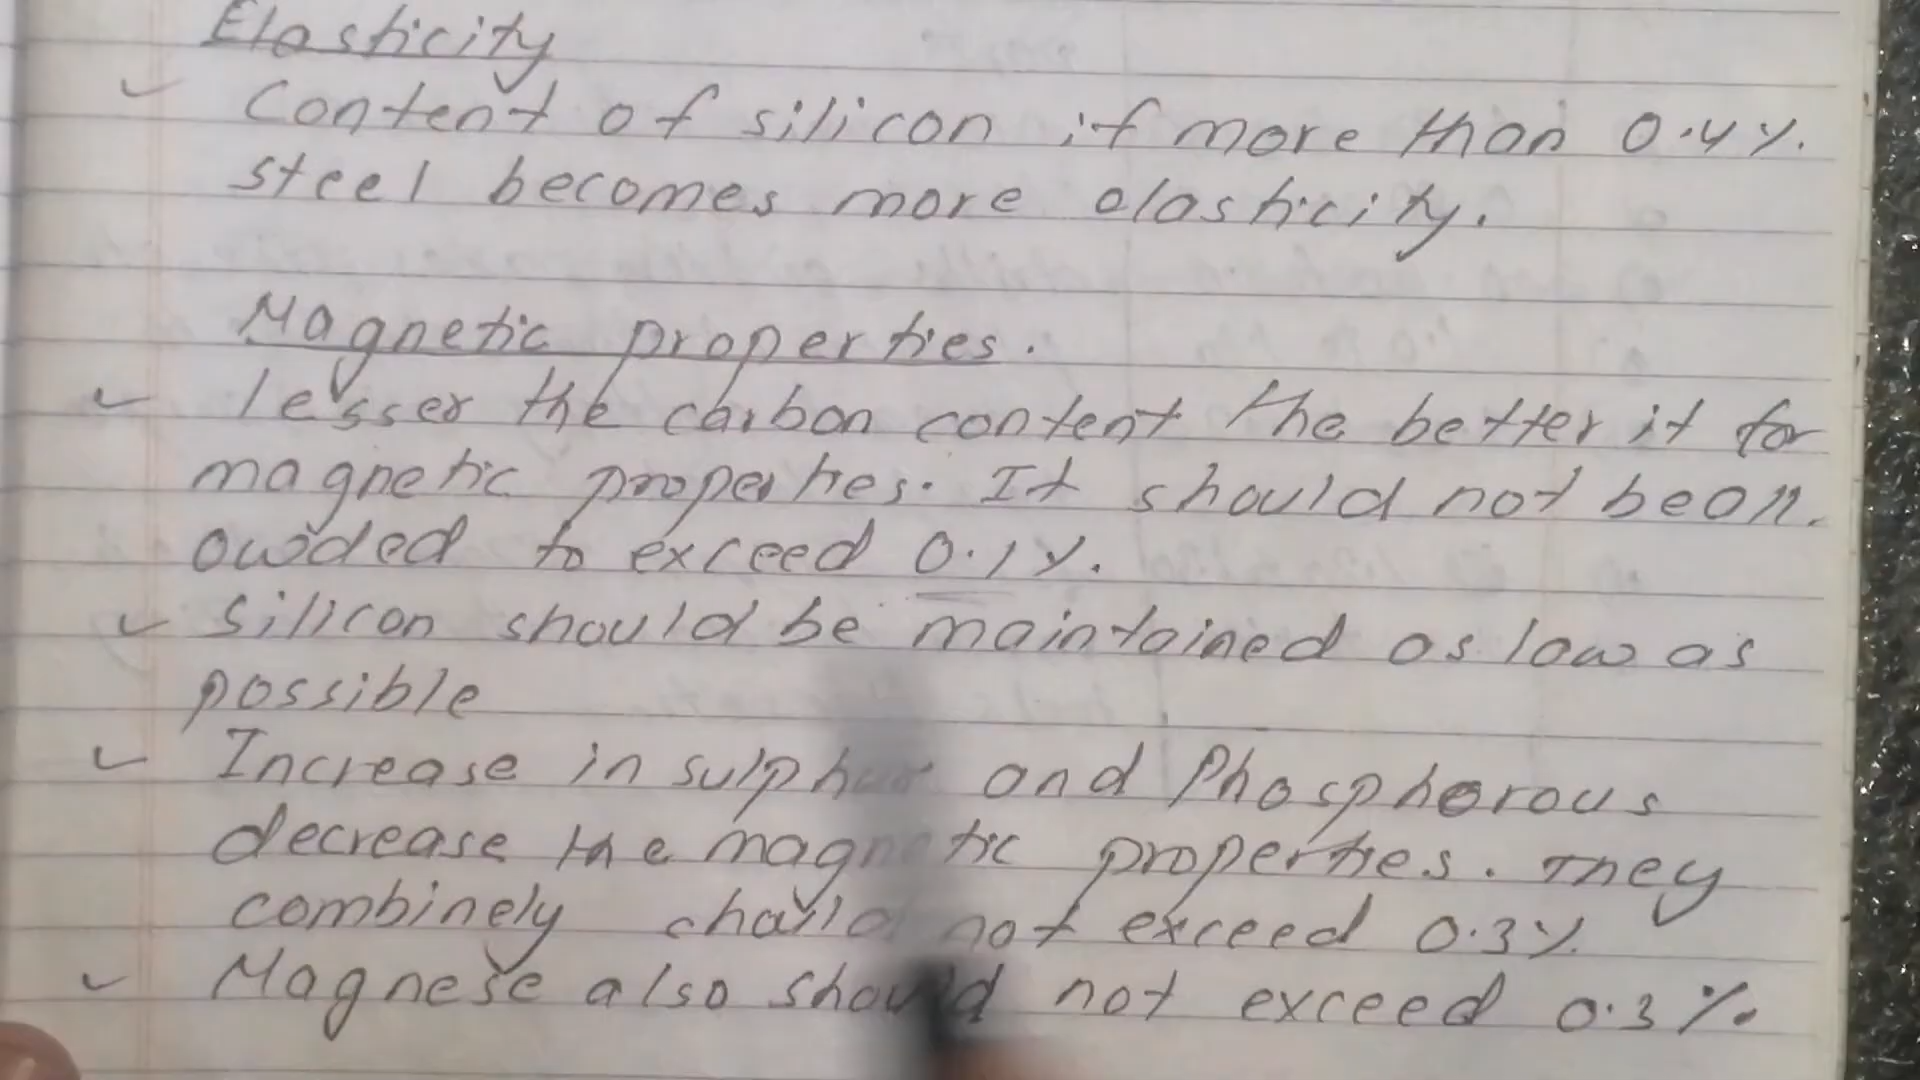 Elasticity
Content of silicon if more than 0.4%.
steel becomes more elasticity.
Magnetic properties.
lesser the carbon content the better it for
magnetic properties. It should not be all.
owded to exceed 0.1%.
silicon should be maintained as low as
possible
Increase in sulphur and Phosphorous
decrease the magnetic properties. They
combinely should not exceed 0.3%.
Magnese also should not exceed 0.3%.